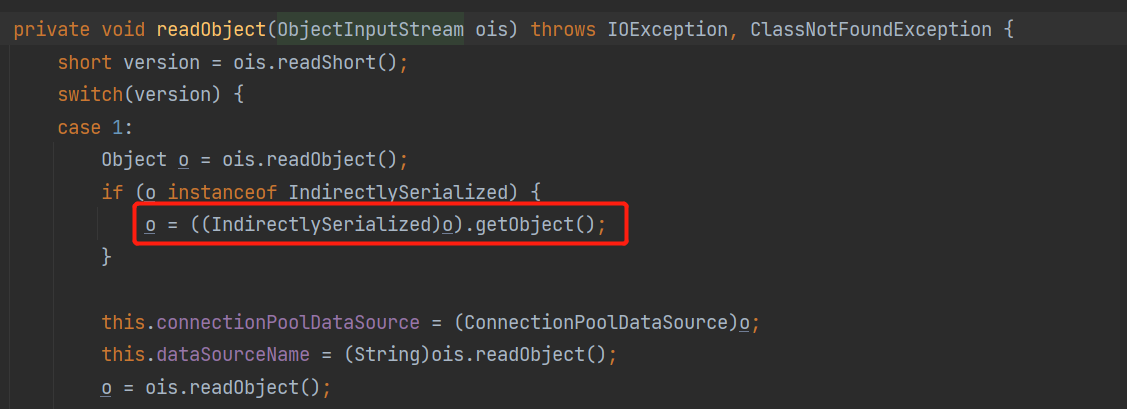 private void readObject(ObjectInputStream ois) throws IOException, ClassNotFoundException {
short version = ois.readShort();
switch(version) {
case 1:
Object o = ois.readObject();
if (o instanceof IndirectlySerialized) {
o = ((IndirectlySerialized)o).getObject();
}
this.connectionPoolDataSource = (ConnectionPoolDataSource)o;
this.dataSourceName = (String)ois.readObject();
o = ois.readObject();